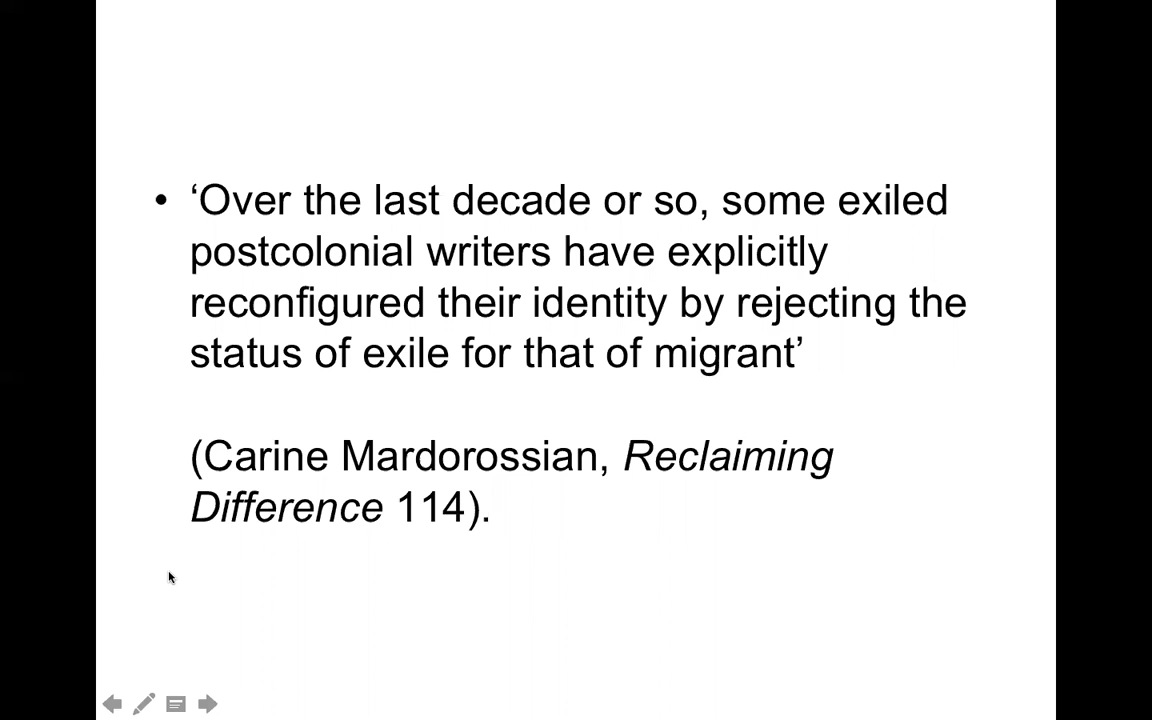 • ‘Over the last decade or so, some exiled
postcolonial writers have explicitly
reconfigured their identity by rejecting the
status of exile for that of migrant’
(Carine Mardorossian, Reclaiming
Difference 114).